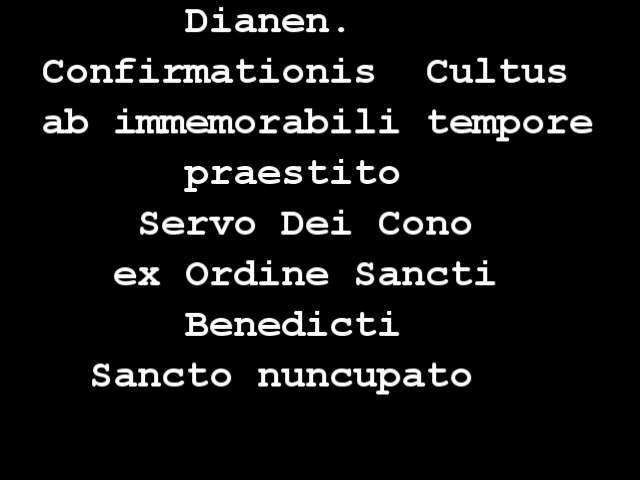 Dianen.
Confirmationis Cultus
ab immemorabili tempore
praestito
Servo Dei Cono
ex Ordine Sancti
Benedicti
Sancto nuncupato